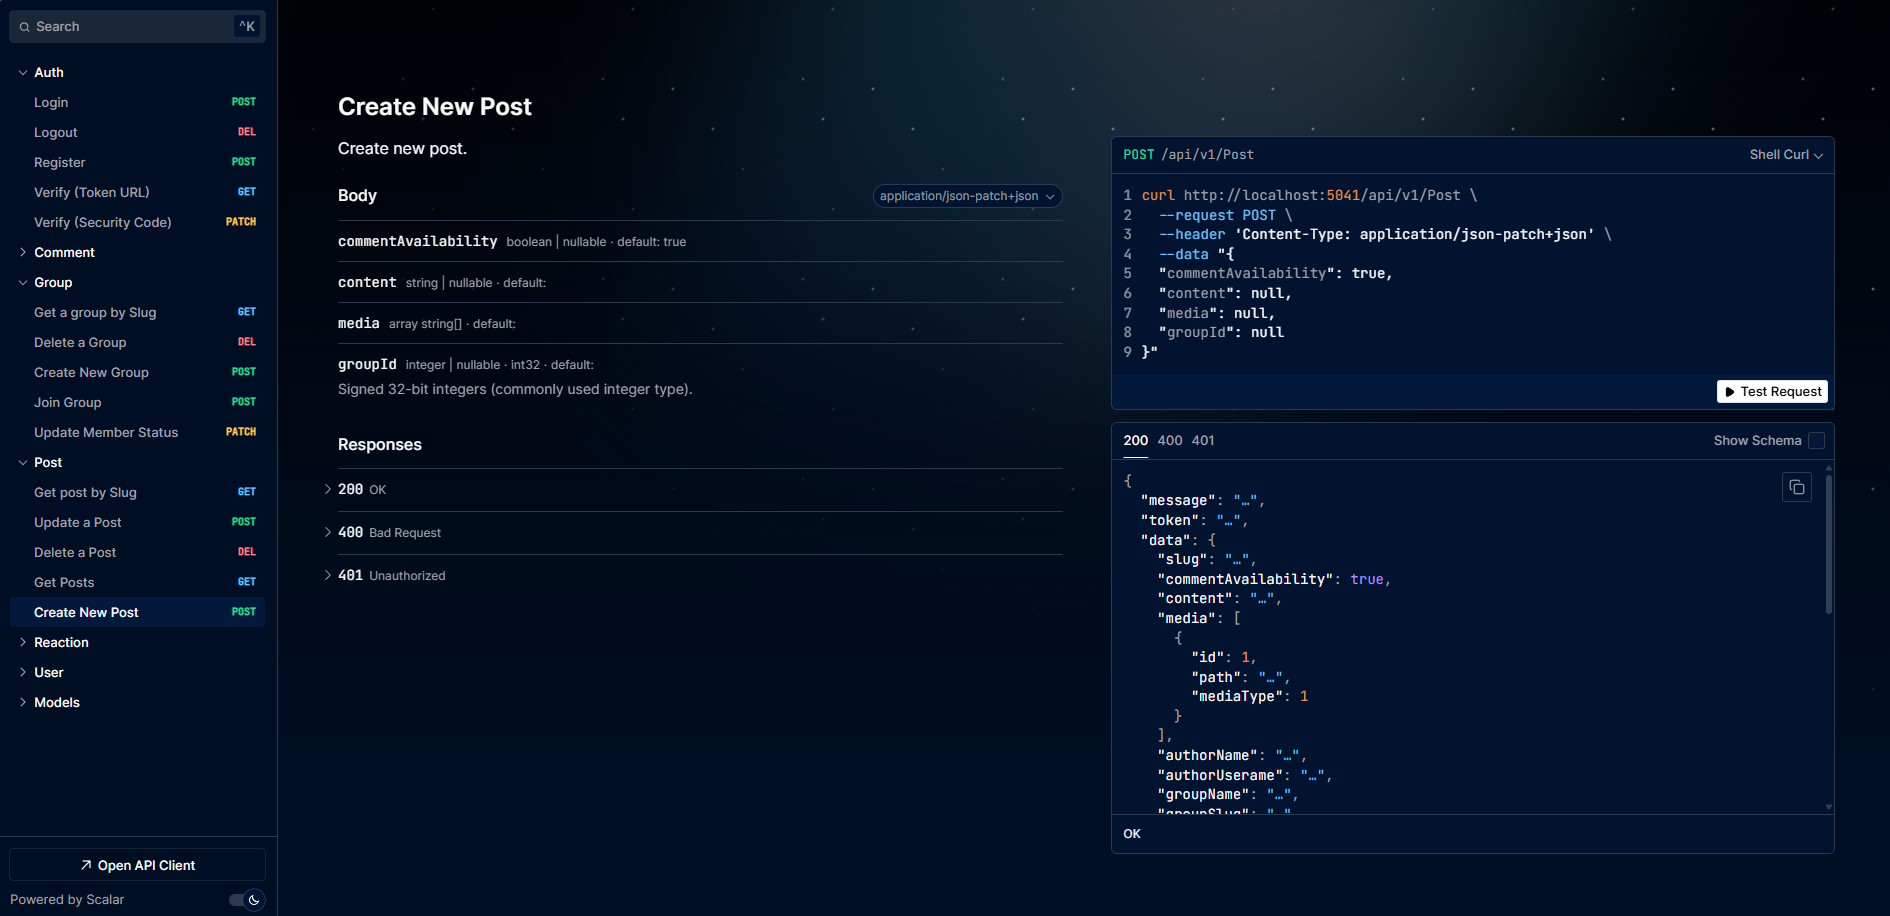 Search ^K
Auth
Login POST
Logout DEL
Register POST
Verify (Token URL) GET
Verify (Security Code) PATCH
Comment
Group
Get a group by Slug GET
Delete a Group DEL
Create New Group POST
Join Group POST
Update Member Status PATCH
Post
Get post by Slug GET
Update a Post POST
Delete a Post DEL
Get Posts GET
Create New Post POST
Reaction
User
Models
Open API Client
Powered by Scalar
Create New Post
Create new post.
Body application/json-patch+json
commentAvailability boolean | nullable · default: true
content string | nullable · default:
media array string[] · default:
groupId integer | nullable · int32 · default:
Signed 32-bit integers (commonly used integer type).
Responses
200 OK
400 Bad Request
401 Unauthorized
POST /api/v1/Post Shell Curl
1 curl http://localhost:5041/api/v1/Post \
2 --request POST \
3 --header 'Content-Type: application/json-patch+json' \
4 --data "{
5 "commentAvailability": true,
6 "content": null,
7 "media": null,
8 "groupId": null
9 }"
Test Request
200 400 401 Show Schema
{
"message": "…",
"token": "…",
"data": {
"slug": "…",
"commentAvailability": true,
"content": "…",
"media": [
{
"id": 1,
"path": "…",
"mediaType": 1
}
],
"authorName": "…",
"authorUserame": "…",
"groupName": "…",
"groupSlug": "…"
OK